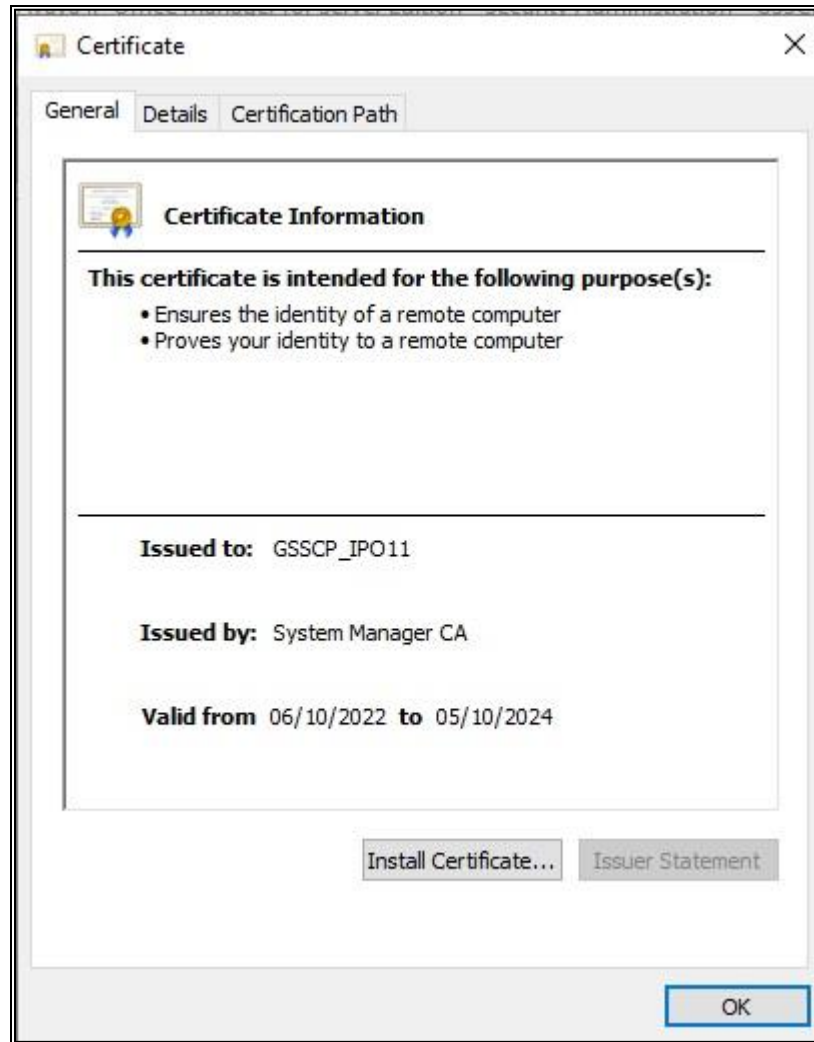 Certificate
General Details Certification Path
Certificate Information
This certificate is intended for the following purpose(s):
• Ensures the identity of a remote computer
• Proves your identity to a remote computer
Issued to: GSSCP_IPO11
Issued by: System Manager CA
Valid from 06/10/2022 to 05/10/2024
Install Certificate... Issuer Statement
OK